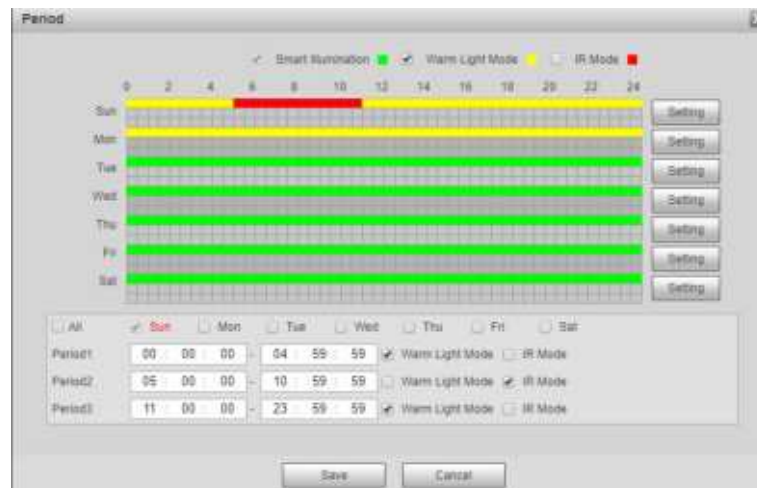 Period
Smart Illumination Warm Light Mode IR Mode
0 2 4 6 8 10 12 14 16 18 20 22 24
Sun Setting
Mon Setting
Tue Setting
Wed Setting
Thu Setting
Fri Setting
Sat Setting
All Sun Mon Tue Wed Thu Fri Sat
Period1 00 : 00 : 00 - 04 : 59 : 59 Warm Light Mode IR Mode
Period2 05 : 00 : 00 - 10 : 59 : 59 Warm Light Mode IR Mode
Period3 11 : 00 : 00 - 23 : 59 : 59 Warm Light Mode IR Mode
Save Cancel